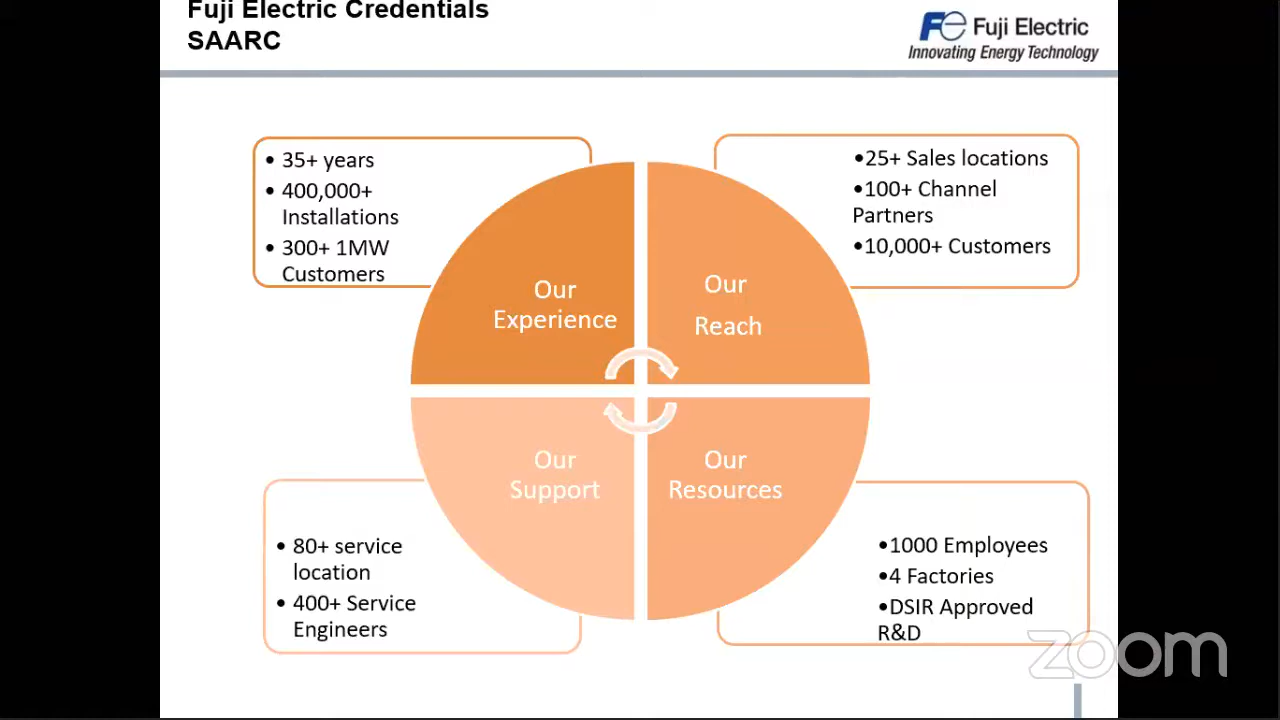 Fuji Electric Credentials
SAARC
Fe Fuji Electric
Innovating Energy Technology
• 35+ years
• 400,000+
Installations
• 300+ 1MW
Customers
•25+ Sales locations
•100+ Channel
Partners
•10,000+ Customers
Our
Experience
Our
Reach
Our
Support
Our
Resources
• 80+ service
location
• 400+ Service
Engineers
•1000 Employees
•4 Factories
•DSIR Approved
R&D
zoom